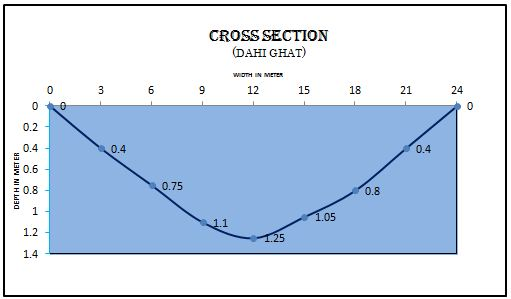 CROSS SECTION
(DAHI GHAT)
WIDTH IN METER
0 3 6 9 12 15 18 21 24
0 0 0
0.2
0.4 0.4 0.4
0.6
0.75
0.8 0.8
1 1.05
1.1
1.2 1.25
1.4
DEPTH IN METER